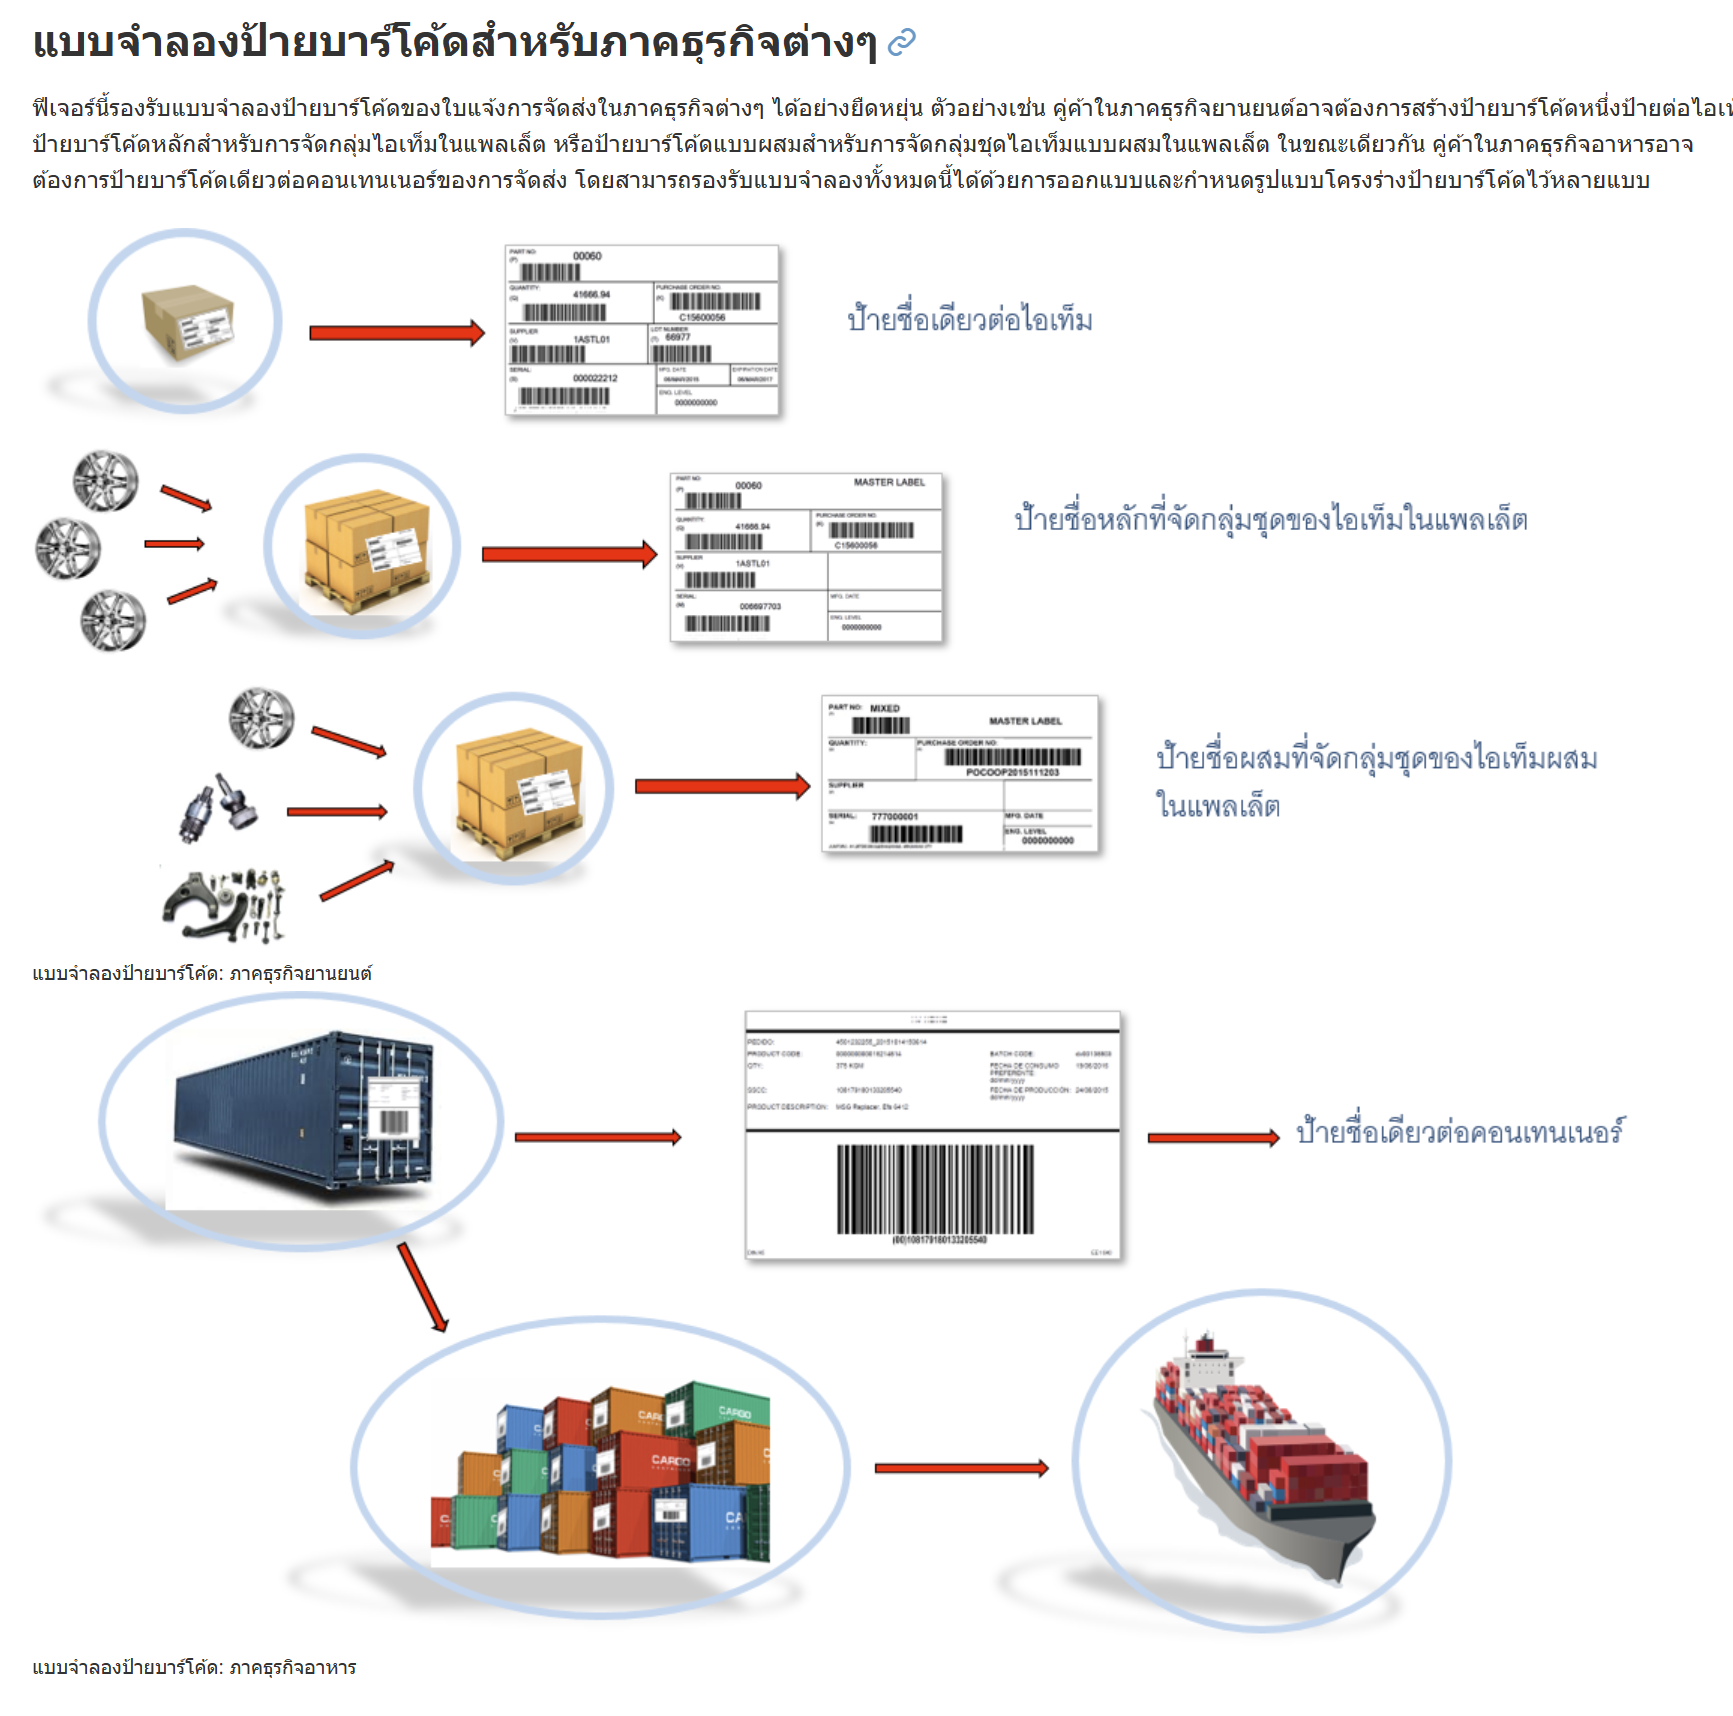 แบบจำลองป้ายบาร์โค้ดสำหรับภาคธุรกิจต่างๆ
ฟีเจอร์นี้รองรับแบบจำลองป้ายบาร์โค้ดของใบแจ้งการจัดส่งในภาคธุรกิจต่างๆ ได้อย่างยืดหยุ่น ตัวอย่างเช่น คู่ค้าในภาคธุรกิจยานยนต์อาจต้องการสร้างป้ายบาร์โค้ดหนึ่งป้ายต่อ
ป้ายบาร์โค้ดหลักสำหรับการจัดกลุ่มไอเท็มในแพลเล็ต หรือป้ายบาร์โค้ดแบบผสมสำหรับการจัดกลุ่มชุดไอเท็มแบบผสมในแพลเล็ต ในขณะเดียวกัน คู่ค้าในภาคธุรกิจอาหารอาจ
ต้องการป้ายบาร์โค้ดเดียวต่อคอนเทนเนอร์ของการจัดส่ง โดยสามารถรองรับแบบจำลองทั้งหมดนี้ได้ด้วยการออกแบบและกำหนดรูปแบบโครงร่างป้ายบาร์โค้ดไว้หลายแบบ
PART NO: 00060
(P)
QUANTITY: 41666.94 PURCHASE ORDER NO:
(Q) (K) C15600056
SUPPLIER 1ASTL01 LOT NUMBER
(V) (T) 66977
SERIAL: 000022212 MFG. DATE EXPIRATION DATE
(S) 06/MAR/2015 06/MAR/2017
ENG. LEVEL
0000000000
ป้ายชื่อเดียวต่อไอเท็ม
PART NO: 00060 MASTER LABEL
(P)
QUANTITY: 41666.94 PURCHASE ORDER NO:
(Q) (K) C15600056
SUPPLIER 1ASTL01
(V)
SERIAL: 006697703 MFG. DATE
(M) ENG. LEVEL
0000000000
ป้ายชื่อหลักที่จัดกลุ่มชุดของไอเท็มในแพลเล็ต
PART NO: MIXED MASTER LABEL
QUANTITY: PURCHASE ORDER NO:
POCOOP2015111203
SUPPLIER
SERIAL: 777000001 MFG. DATE
ENG. LEVEL
0000000000
ป้ายชื่อผสมที่จัดกลุ่มชุดของไอเท็มผสม
ในแพลเล็ต
แบบจำลองป้ายบาร์โค้ด: ภาคธุรกิจยานยนต์
PEDIDO:
PRODUCT CODE: BATCH CODE:
QTY: 375 KGM FECHA DE CONSUMO 19/06/2016
PREFERENTE
dd/mm/yyyy
SSCC: 108179180133205540 FECHA DE PRODUCCIÓN: 24/06/2015
dd/mm/yyyy
PRODUCT DESCRIPTION: MSG Replacer, Efa 0412
(00)108179180133205540
ป้ายชื่อเดียวต่อคอนเทนเนอร์
CARGO
CARGO
แบบจำลองป้ายบาร์โค้ด: ภาคธุรกิจอาหาร